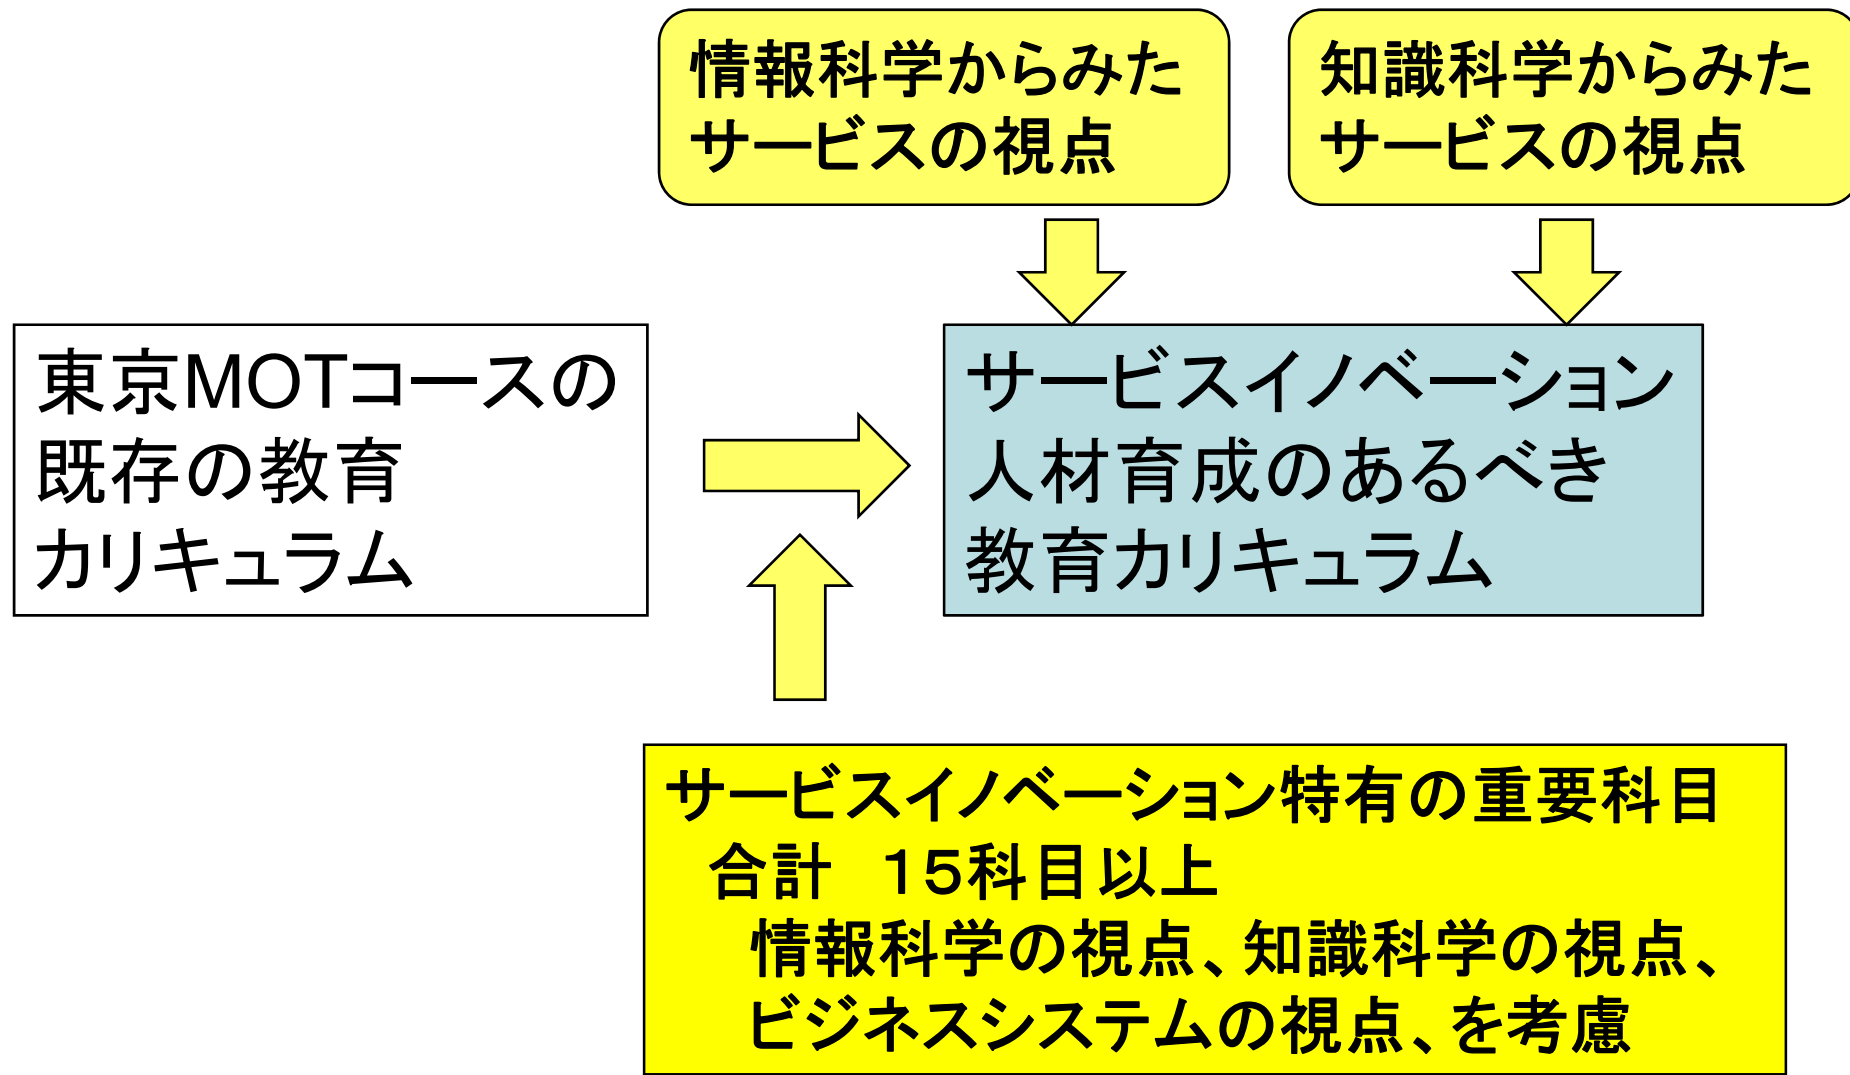 情報科学からみた
サービスの視点
知識科学からみた
サービスの視点
東京MOTコースの
既存の教育
カリキュラム
サービスイノベーション
人材育成のあるべき
教育カリキュラム
サービスイノベーション特有の重要科目
合計　１５科目以上
情報科学の視点、知識科学の視点、
ビジネスシステムの視点、を考慮